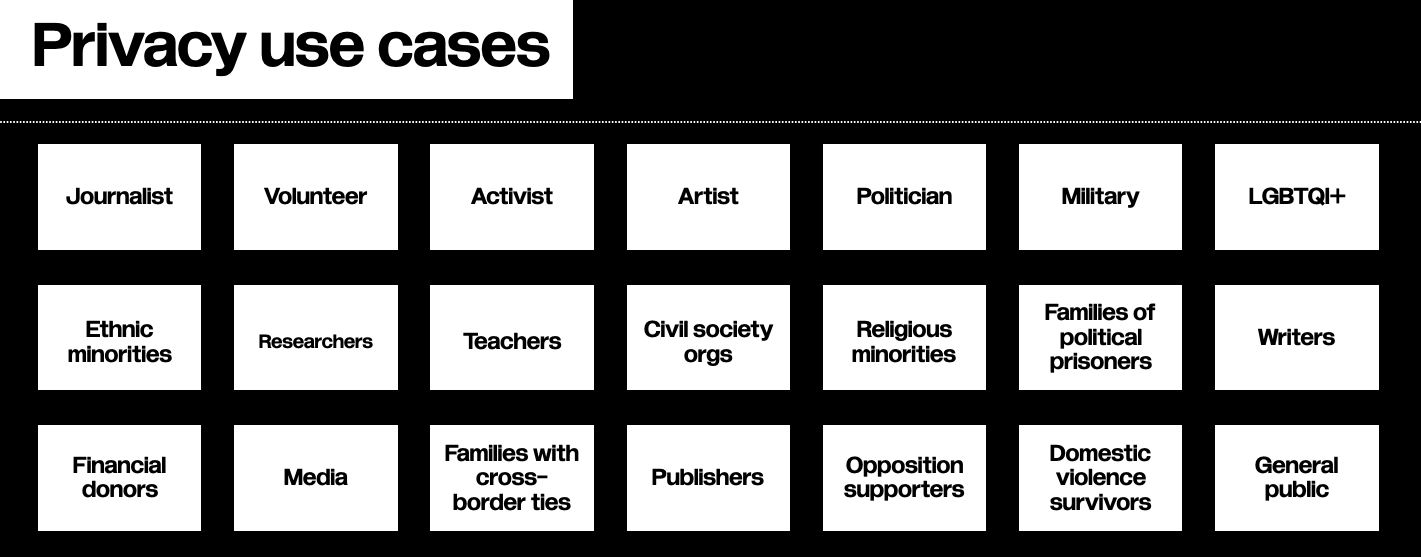 Privacy use cases
Journalist
Volunteer
Activist
Artist
Politician
Military
LGBTQI+
Ethnic
minorities
Researchers
Teachers
Civil society
orgs
Religious
minorities
Families of
political
prisoners
Writers
Financial
donors
Media
Families with
cross-
border ties
Publishers
Opposition
supporters
Domestic
violence
survivors
General
public